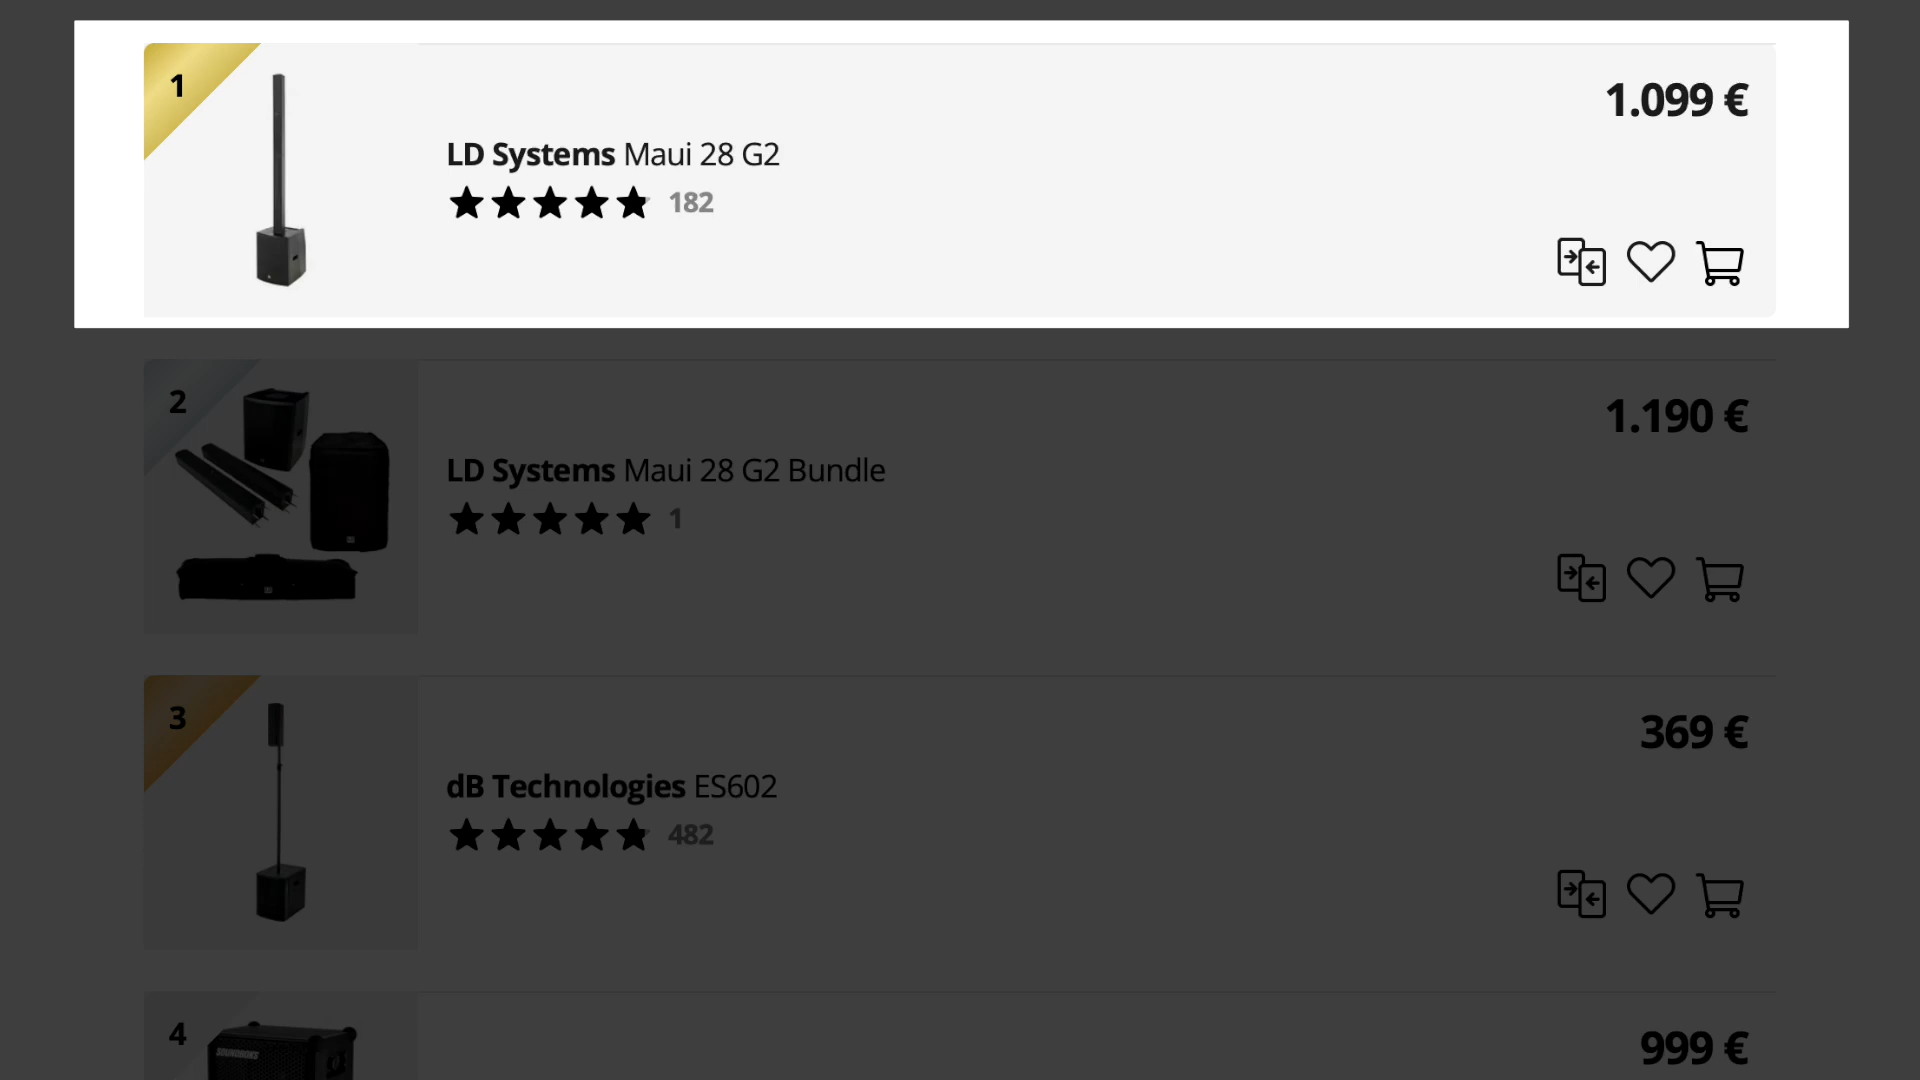 1
1.099 €
LD Systems Maui 28 G2
182
2
1.190 €
LD Systems Maui 28 G2 Bundle
1
3
369 €
dB Technologies ES602
482
4
SOUNDBOKS
999 €